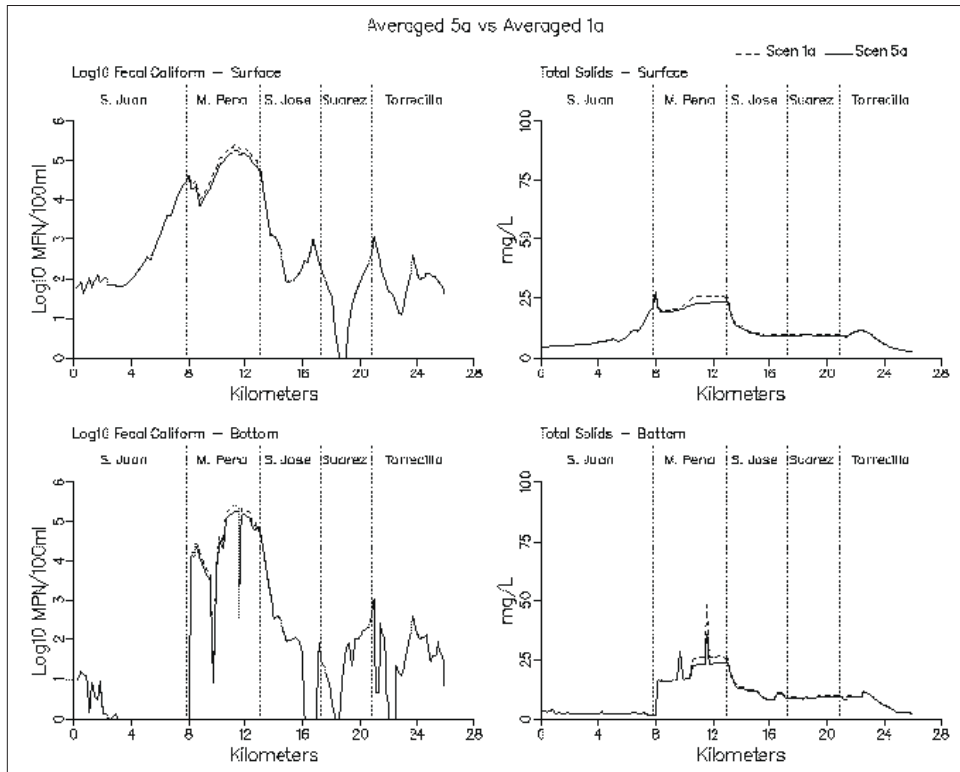 Averaged 5a vs Averaged 1a
Scen 1a Scen 5a
Log10 Fecal Caliform – Surface
S. Juan M. Pena S. Jose Suarez Torrecilla
Log10 MPN/100ml
0 1 2 3 4 5 6
0 4 8 12 16 20 24 28
Kilometers
Total Solids – Surface
S. Juan M. Pena S. Jose Suarez Torrecilla
mg/L
0 25 50 75 100
0 4 8 12 16 20 24 28
Kilometers
Log10 Fecal Caliform – Bottom
S. Juan M. Pena S. Jose Suarez Torrecilla
Log10 MPN/100ml
0 1 2 3 4 5
0 4 8 12 16 20 24 28
Kilometers
Total Solids – Bottom
S. Juan M. Pena S. Jose Suarez Torrecilla
mg/L
0 25 50 75 100
0 4 8 12 16 20 24 28
Kilometers